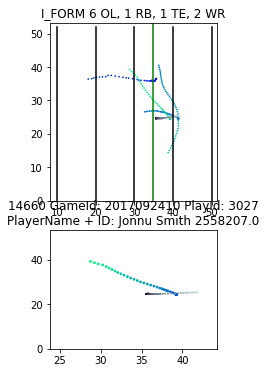 I_FORM 6 OL, 1 RB, 1 TE, 2 WR
50
40
30
20
10
0
10 20 30 40 50
14660 GameId: 2017092410 PlayId: 3027
PlayerName + ID: Jonnu Smith 2558207.0
40
20
0
25 30 35 40